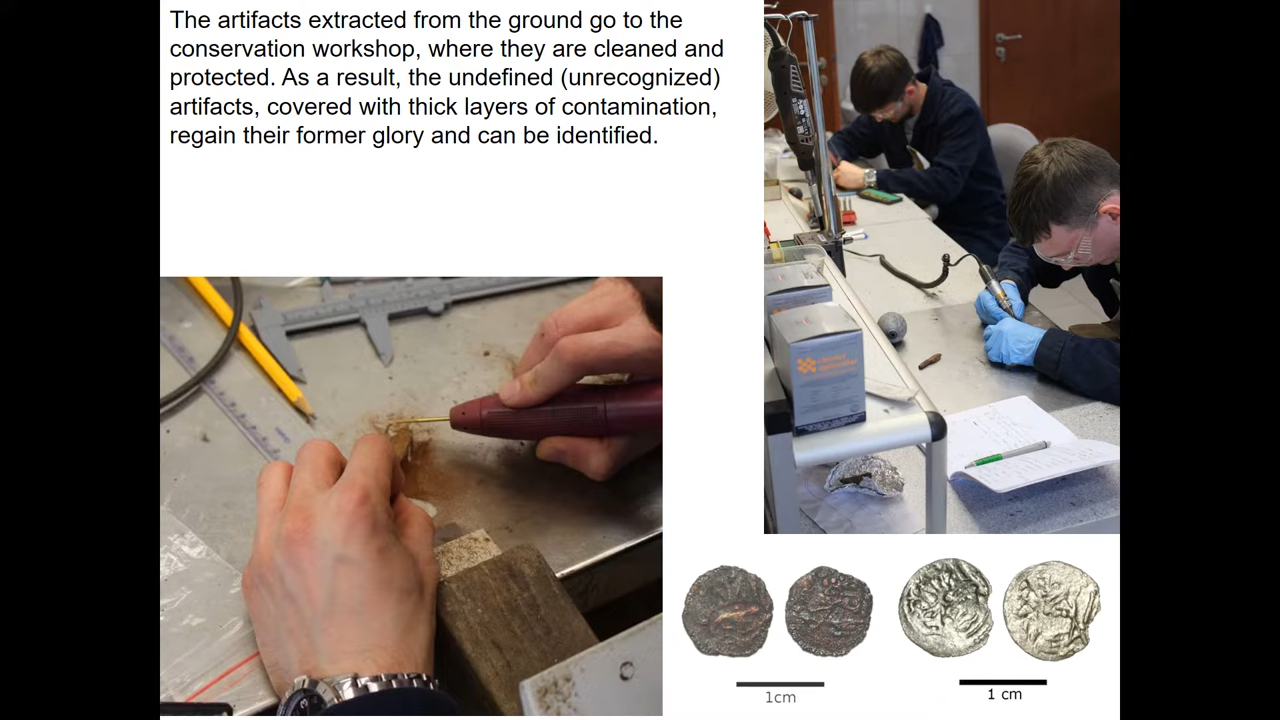 The artifacts extracted from the ground go to the
conservation workshop, where they are cleaned and
protected. As a result, the undefined (unrecognized)
artifacts, covered with thick layers of contamination,
regain their former glory and can be identified.
1cm
1 cm